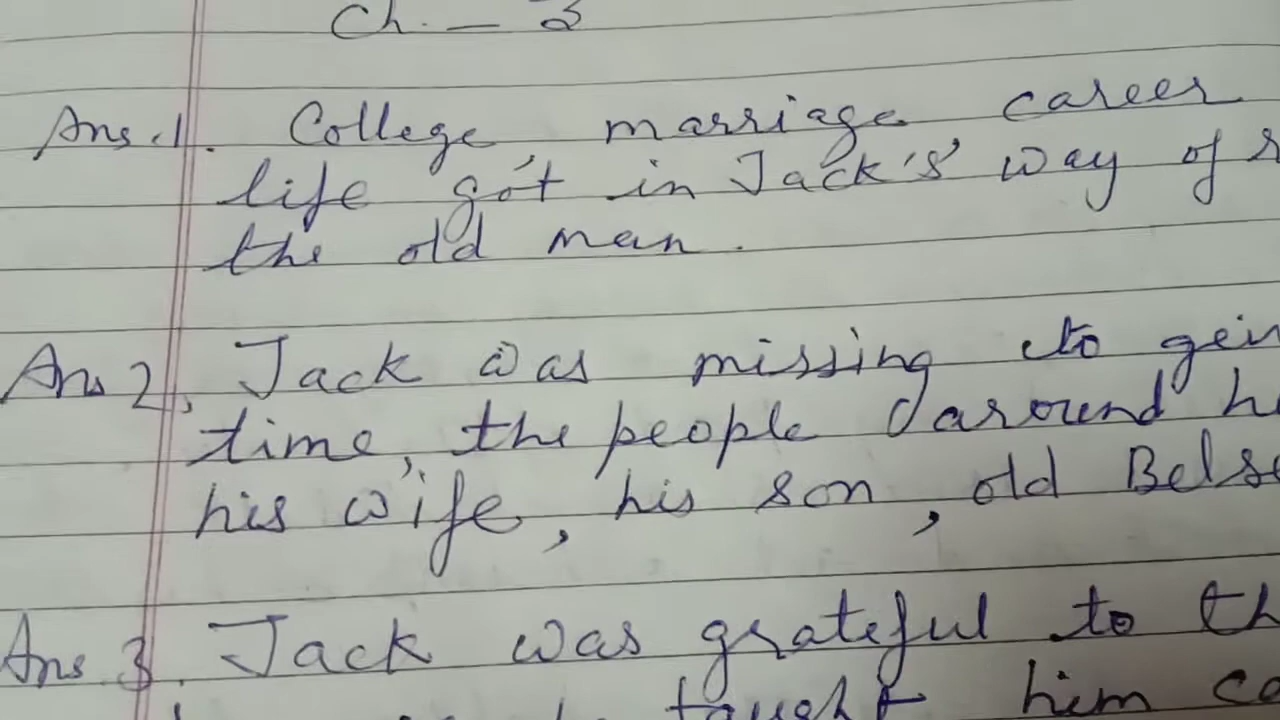 Ch. - 3
Ans.1. College marriage career
life got in Jack's way of
the old man.
Ans 2. Jack was missing to
time, the people around
his wife, his son, old
Ans 3. Jack was grateful to
taught him